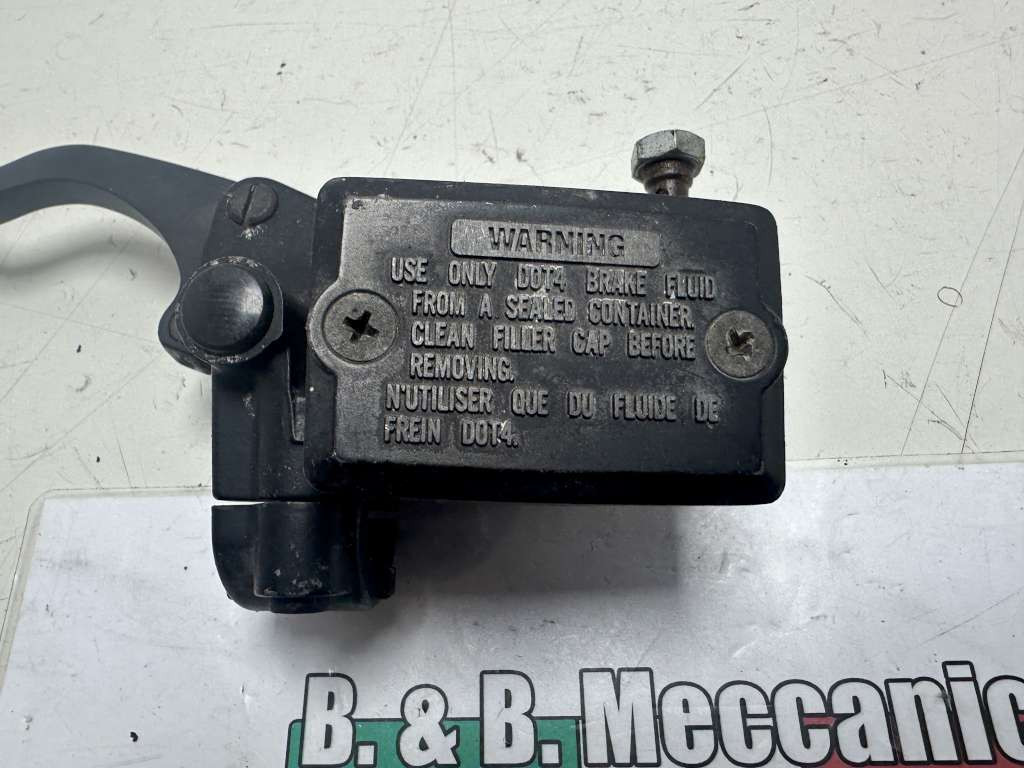 WARNING
USE ONLY DOT4 BRAKE FLUID
FROM A SEALED CONTAINER.
CLEAN FILLER CAP BEFORE
REMOVING.
N'UTILISER QUE DU FLUIDE DE
FREIN DOT4.
B. & B. Meccanic